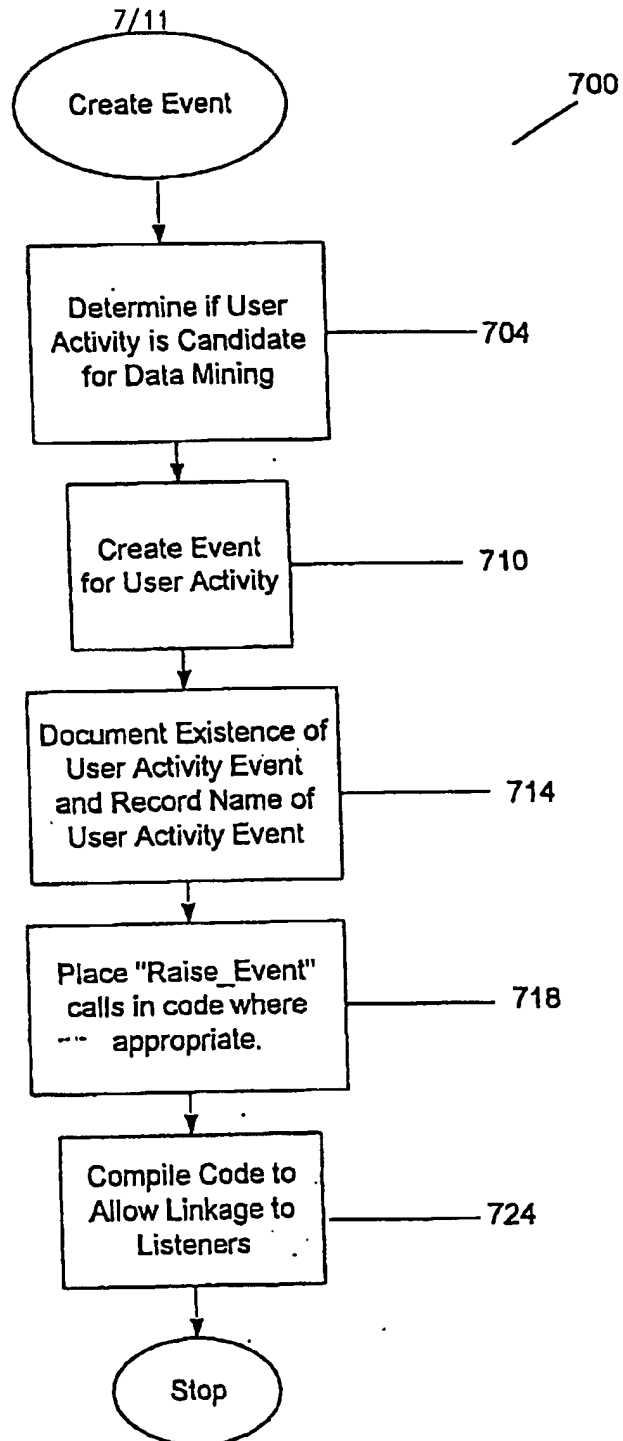 7/11
Create Event
700
Determine if User
Activity is Candidate
for Data Mining
704
Create Event
for User Activity
710
Document Existence of
User Activity Event
and Record Name of
User Activity Event
714
Place "Raise_Event"
calls in code where
appropriate.
718
Compile Code to
Allow Linkage to
Listeners
724
Stop